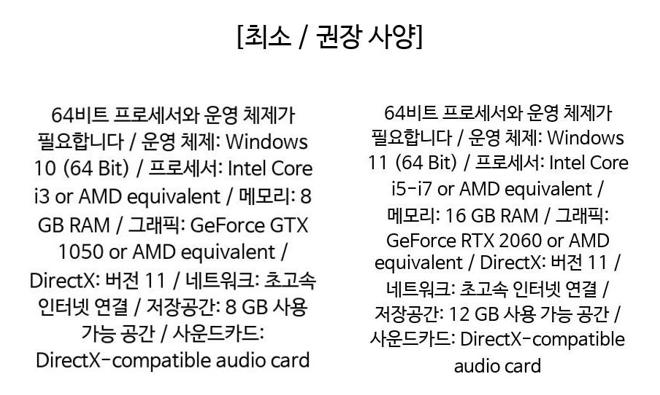 [최소 / 권장 사양]
64비트 프로세서와 운영 체제가
필요합니다 / 운영 체제: Windows
10 (64 Bit) / 프로세서: Intel Core
i3 or AMD equivalent / 메모리: 8
GB RAM / 그래픽: GeForce GTX
1050 or AMD equivalent /
DirectX: 버전 11 / 네트워크: 초고속
인터넷 연결 / 저장공간: 8 GB 사용
가능 공간 / 사운드카드:
DirectX-compatible audio card
64비트 프로세서와 운영 체제가
필요합니다 / 운영 체제: Windows
11 (64 Bit) / 프로세서: Intel Core
i5-i7 or AMD equivalent /
메모리: 16 GB RAM / 그래픽:
GeForce RTX 2060 or AMD
equivalent / DirectX: 버전 11 /
네트워크: 초고속 인터넷 연결 /
저장공간: 12 GB 사용 가능 공간 /
사운드카드: DirectX-compatible
audio card